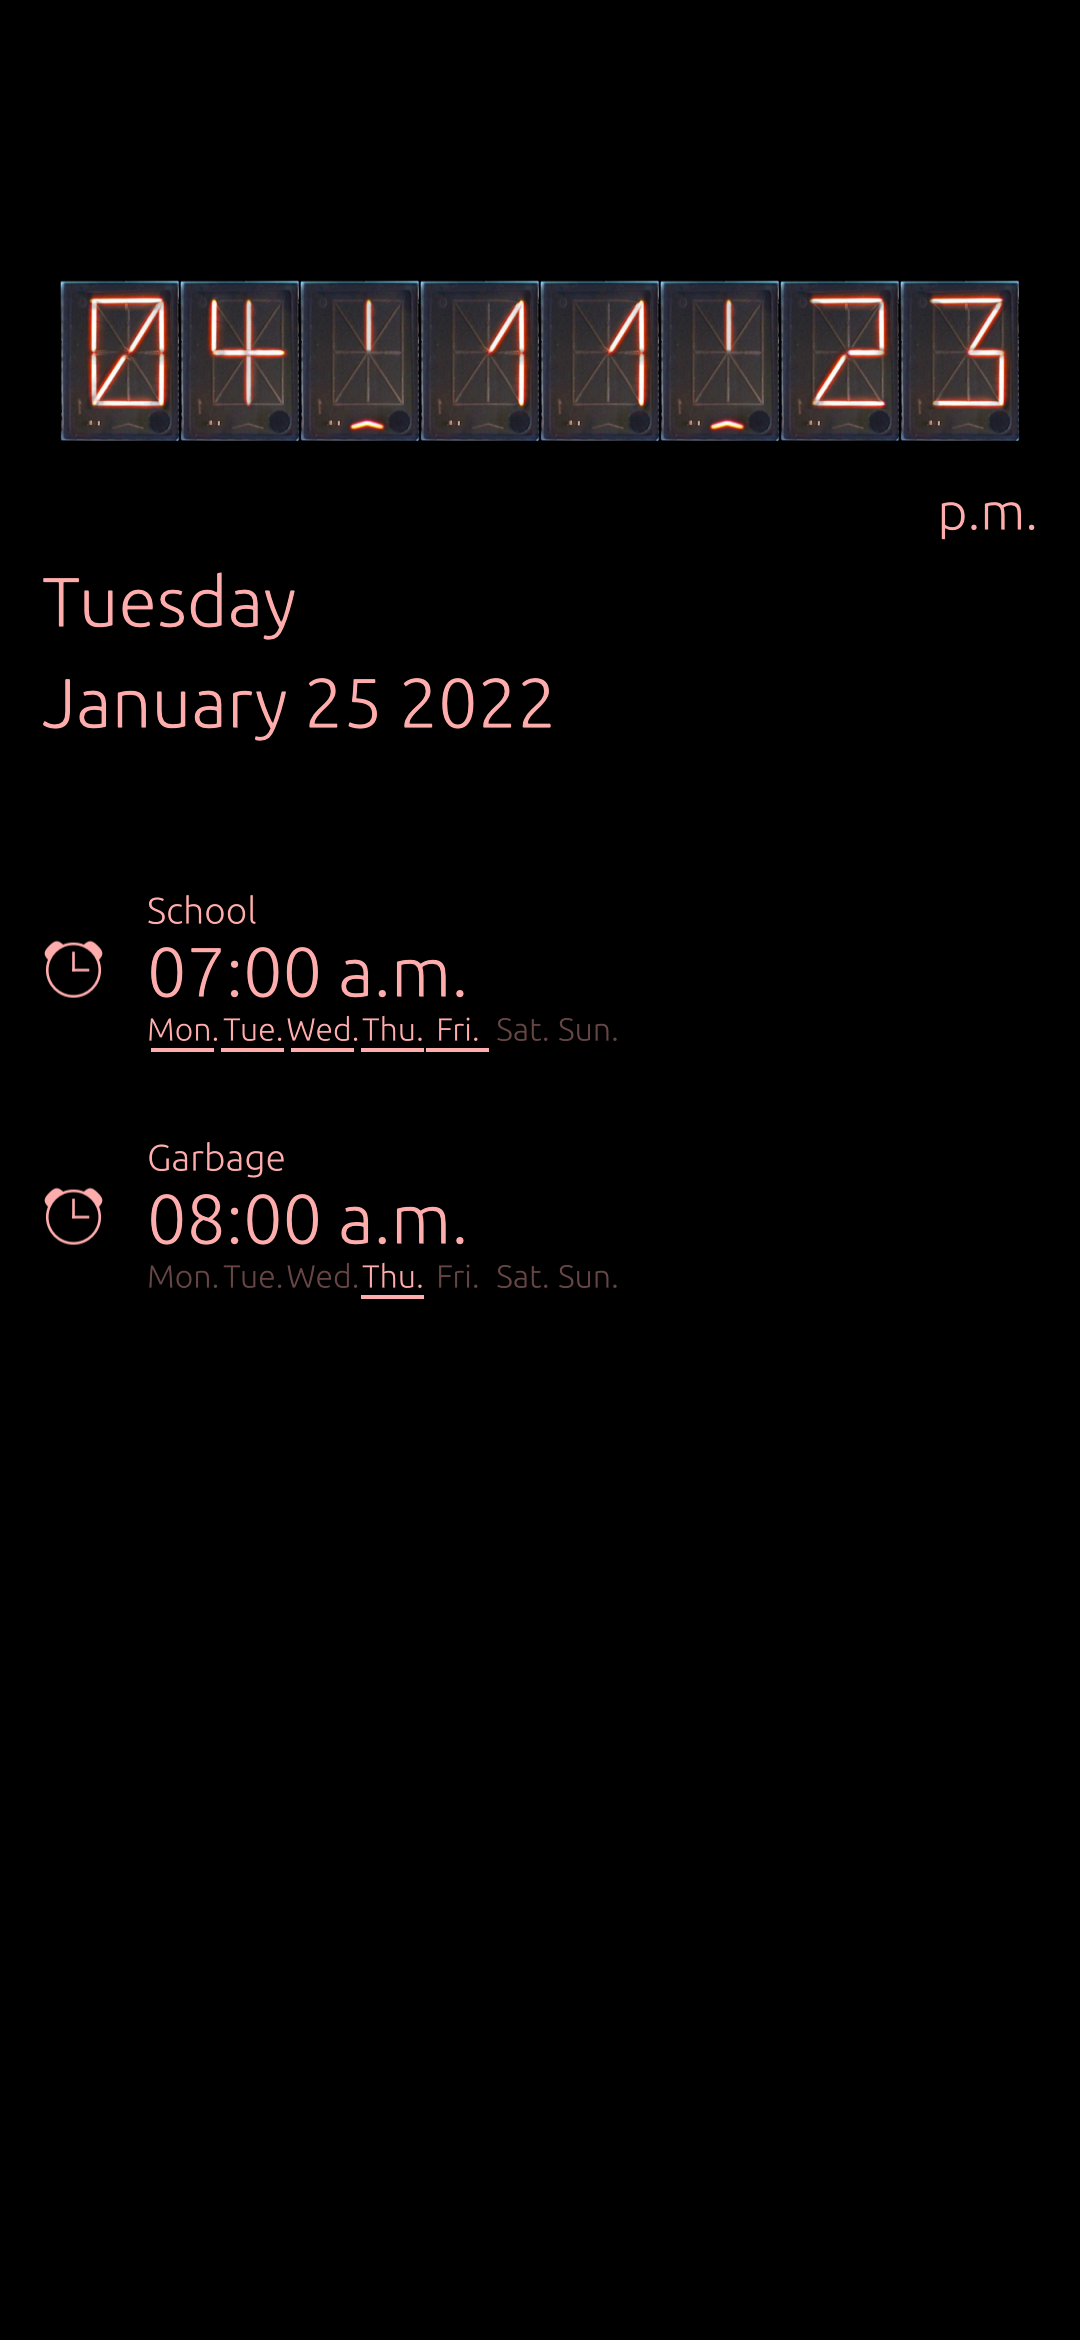 04:11:23
p.m.
Tuesday
January 25 2022
School
07:00 a.m.
Mon. Tue. Wed. Thu. Fri. Sat. Sun.
Garbage
08:00 a.m.
Mon. Tue. Wed. Thu. Fri. Sat. Sun.